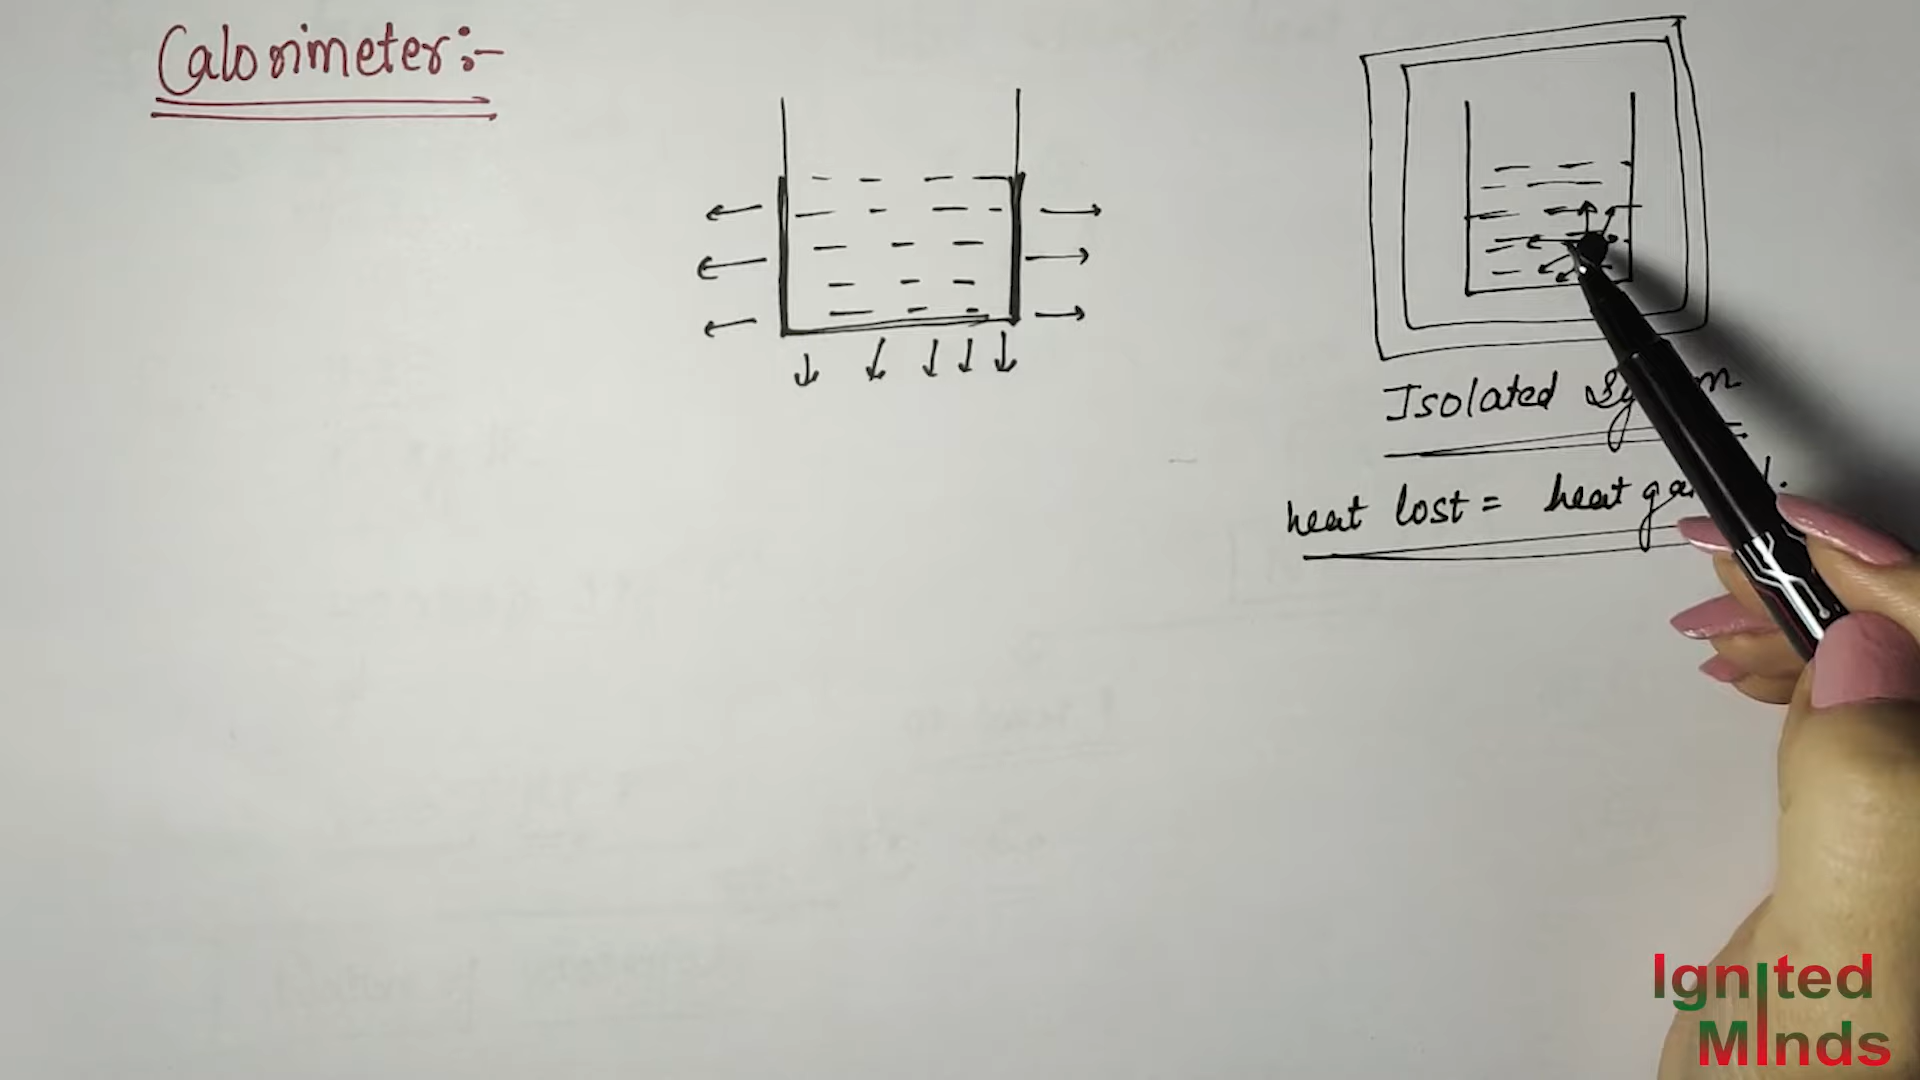 Calorimeter:-
Isolated
heat lost = heat
Ignited
Minds